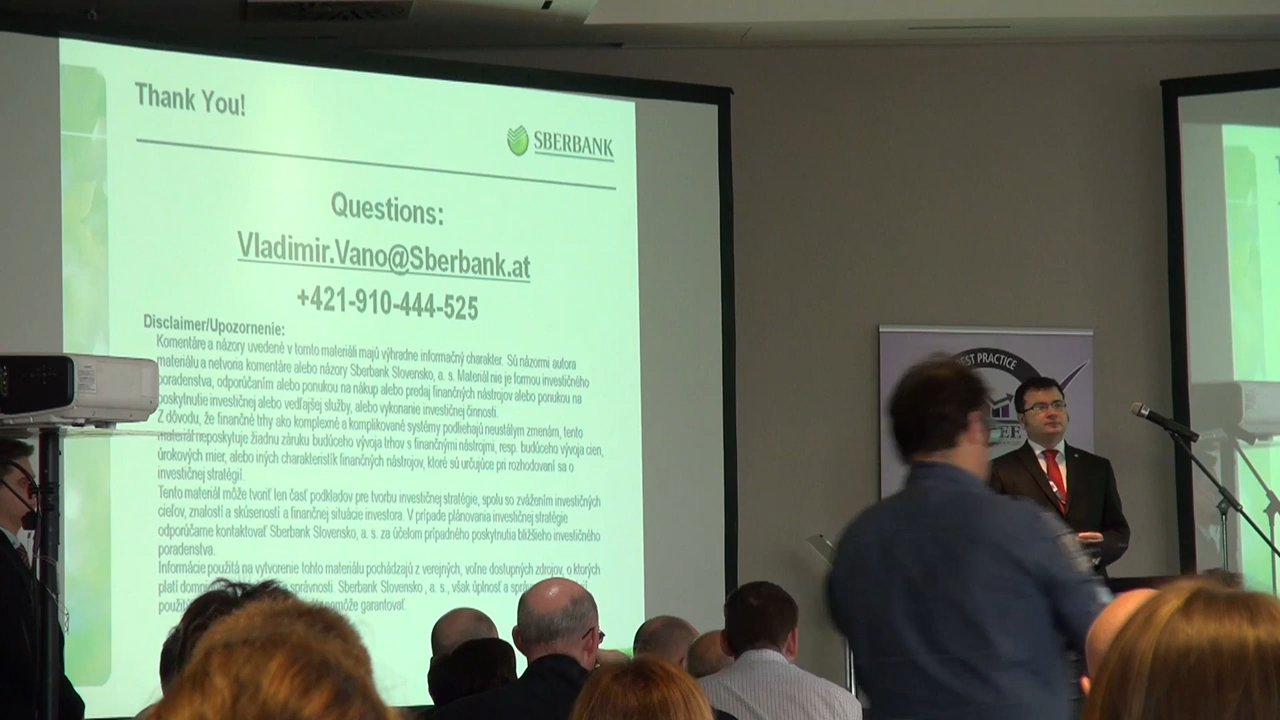 Thank You!
SBERBANK
Questions:
Vladimir.Vano@Sberbank.at
+421-910-444-525
Disclaimer/Upozornenie:
Komentáre a názory uvedené v tomto materiáli majú výhradne informačný charakter. Sú názormi autora
materiálu a netvoria komentáre alebo názory Sberbank Slovensko, a. s. Materiál nie je formou investičného
poradenstva, odporúčaním alebo ponukou na nákup alebo predaj finančných nástrojov alebo ponukou na
poskytnutie investičnej alebo vedľajšej služby, alebo vykonanie investičnej činnosti.
Z dôvodu, že finančné trhy ako komplexné a komplikované systémy podliehajú neustálym zmenám, tento
materiál neposkytuje žiadnu záruku budúceho vývoja trhov s finančnými nástrojmi, resp. budúceho vývoja cien,
úrokových mier, alebo iných charakteristík finančných nástrojov, ktoré sú určujúce pri rozhodovaní sa o
investičnej stratégií.
Tento materiál môže tvoriť len časť podkladov pre tvorbu investičnej stratégie, spolu so zvážením investičných
cieľov, znalostí a skúseností a finančnej situácie investora. V prípade plánovania investičnej stratégie
odporúčame kontaktovať Sberbank Slovensko, a. s. za účelom prípadného poskytnutia bližšieho investičného
poradenstva.
Informácie použitá na vytvorenie tohto materiálu pochádzajú z verejných, voľne dostupných zdrojov, o ktorých
platí správnosti. Sberbank Slovensko , a. s., však úplnosť a
nemôže garantovať.
BEST PRACTICE